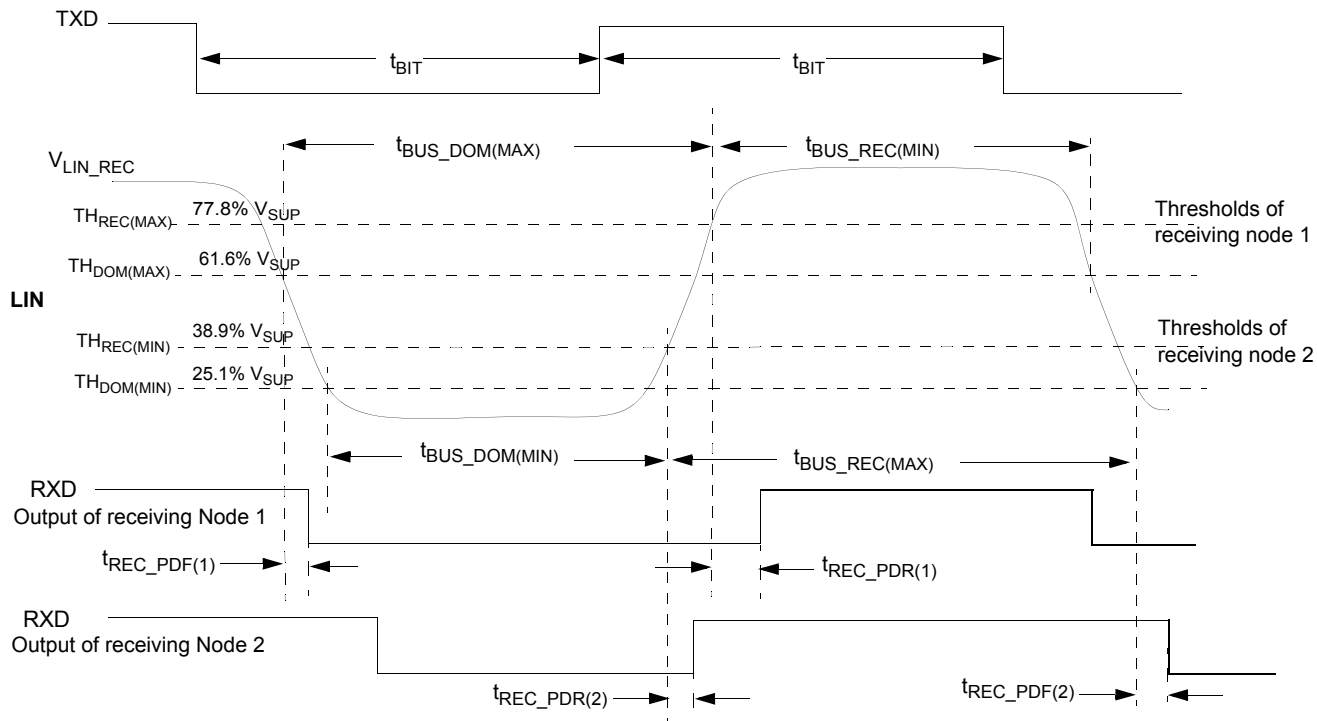 TXD
tBIT
tBIT
tBUS_DOM(MAX)
tBUS_REC(MIN)
VLIN_REC
THREC(MAX) 77.8% VSUP
Thresholds of
receiving node 1
THDOM(MAX) 61.6% VSUP
LIN
THREC(MIN) 38.9% VSUP
Thresholds of
receiving node 2
THDOM(MIN) 25.1% VSUP
tBUS_DOM(MIN)
tBUS_REC(MAX)
RXD
Output of receiving Node 1
tREC_PDF(1)
tREC_PDR(1)
RXD
Output of receiving Node 2
tREC_PDR(2)
tREC_PDF(2)